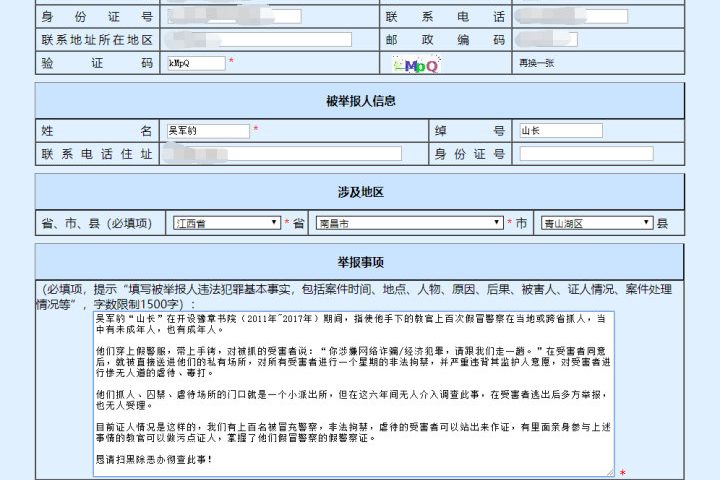 身份证号 联系电话
联系地址所在地区 邮政编码
验证码 kMpQ * MpQ 再换一张
被举报人信息
姓名 吴军豹 * 绰号 山长
联系电话住址 身份证号
涉及地区
省、市、县（必填项） 江西省 * 省 南昌市 * 市 青山湖区 县
举报事项
（必填项，提示“填写被举报人违法犯罪基本事实，包括案件时间、地点、人物、原因、后果、被害人、证人情况、案件处理
情况等”，字数限制1500字）：
吴军豹“山长”在开设豫章书院（2011年~2017年）期间，指使他手下的教官上百次假冒警察在当地或跨省抓人，当
中有未成年人，也有成年人。
他们穿上假警服，带上手铐，对被抓的受害者说：“你涉嫌网络诈骗/经济犯罪，请跟我们走一趟。”在受害者同意
后，就被直接送进他们的私有场所，对所有受害者进行一个星期的非法拘禁，并严重违背其监护人意愿，对受害者进
行惨无人道的虐待、毒打。
他们抓人、囚禁、虐待场所的门口就是一个小派出所，但在这六年间无人介入调查此事，在受害者逃出后多方举报，
也无人受理。
目前证人情况是这样的，我们有上百名被冒充警察，非法拘禁，虐待的受害者可以站出来作证，有里面亲身参与上述
事情的教官可以做污点证人，掌握了他们假冒警察的假警察证。
恳请扫黑除恶办彻查此事！
*